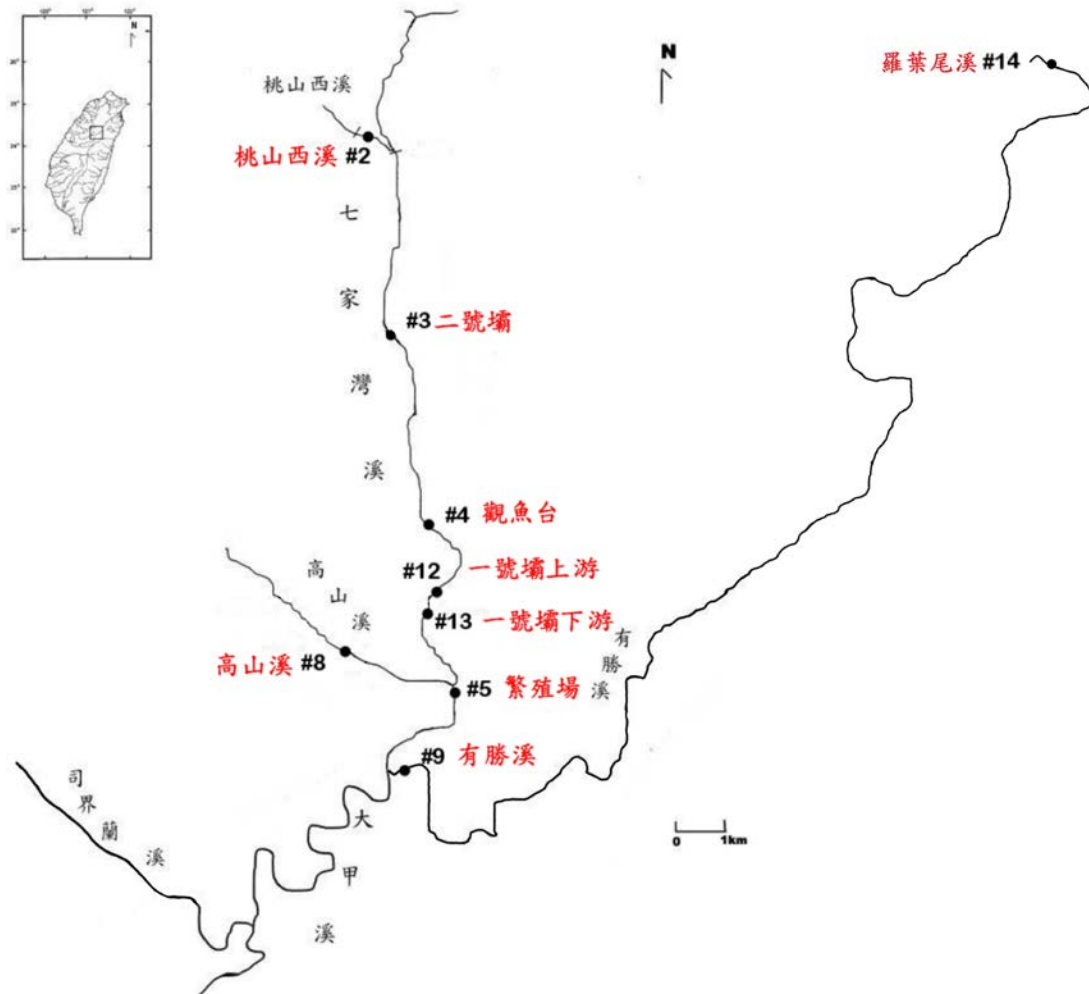 N
N
羅葉尾溪 #14
桃山西溪
桃山西溪 #2
七家灣溪
#3 二號壩
#4 觀魚台
#12 一號壩上游
#13 一號壩下游
高山溪
有勝溪
高山溪 #8
#5 繁殖場
#9 有勝溪
司界蘭溪
大甲溪
0 1km